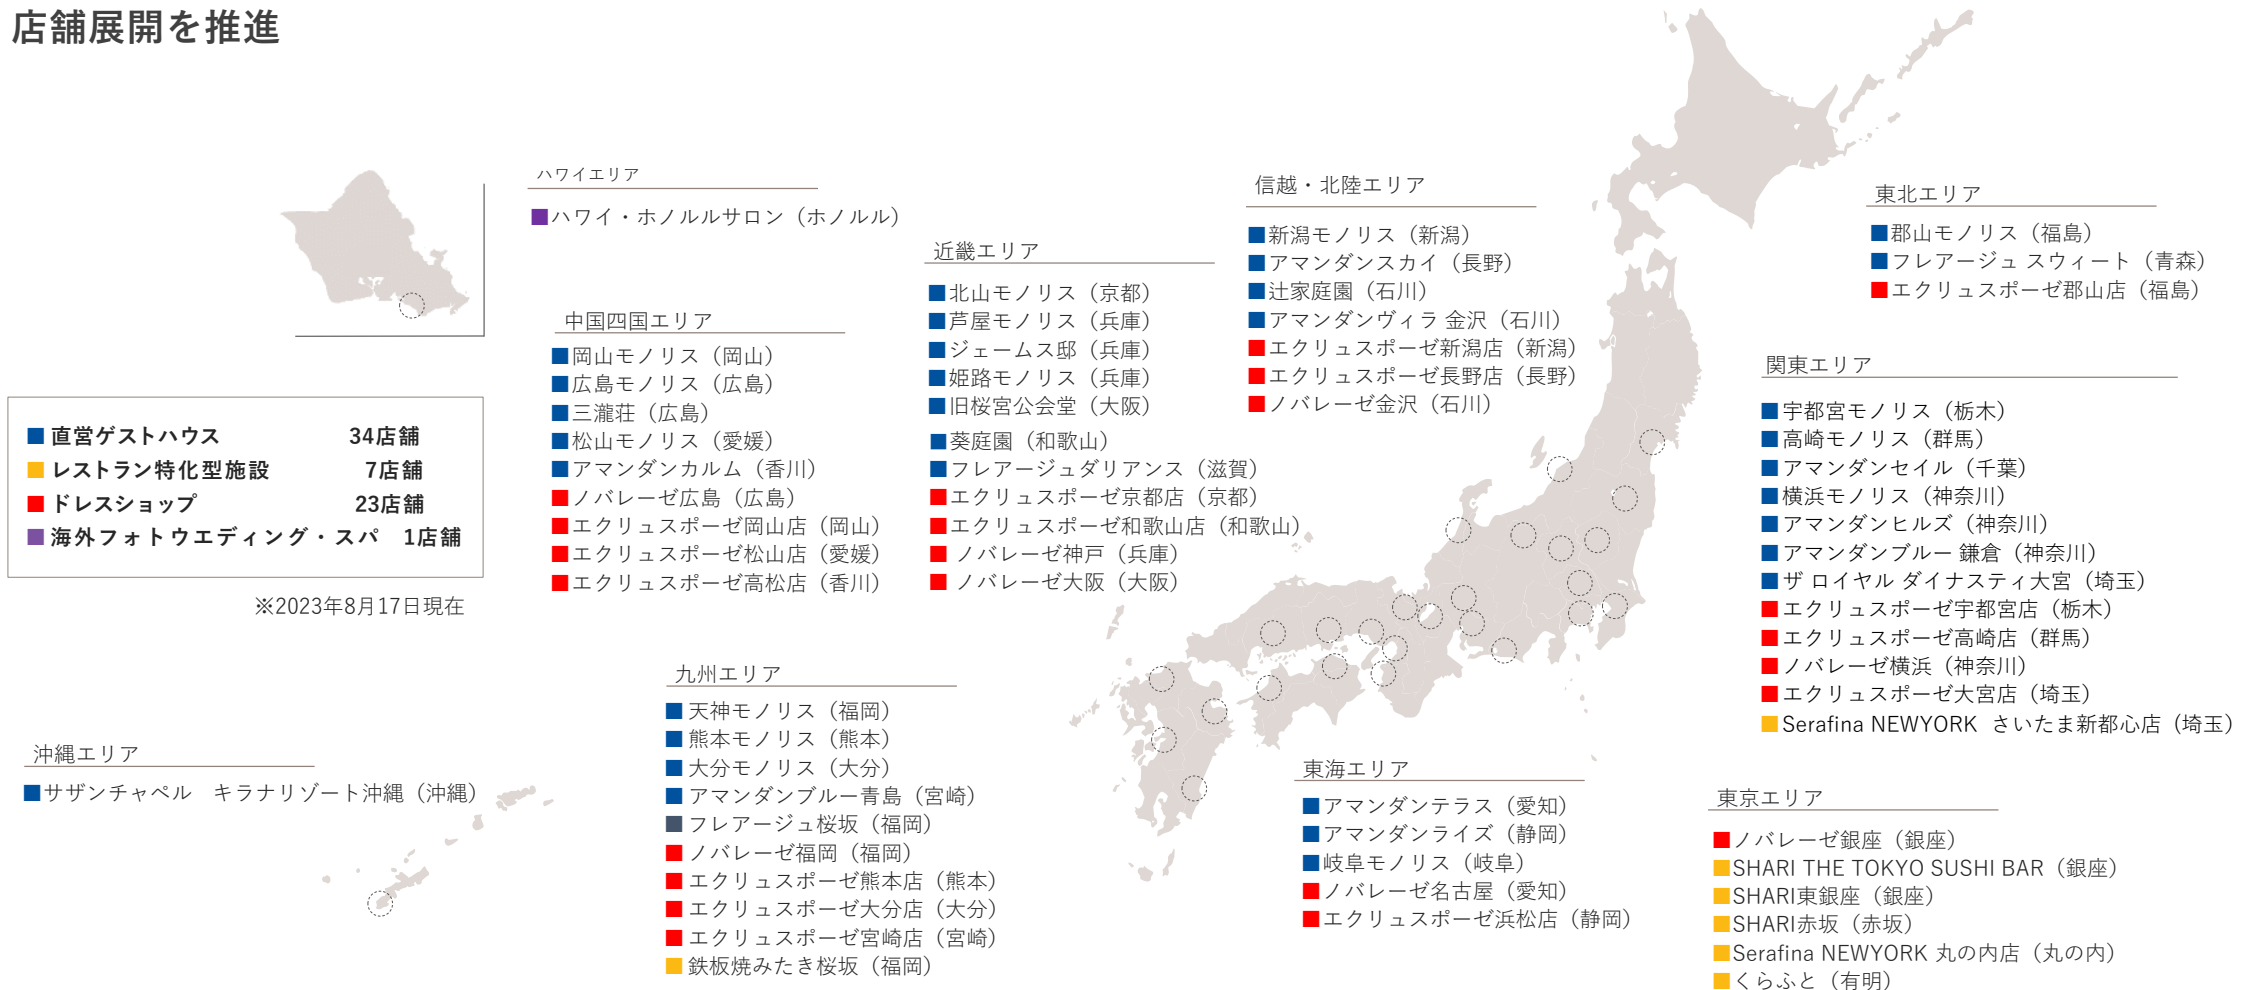 店舗展開を推進
ハワイエリア
■ハワイ・ホノルルサロン（ホノルル）
信越・北陸エリア
■新潟モノリス（新潟）
■アマンダンスカイ（長野）
■辻家庭園（石川）
■アマンダンヴィラ 金沢（石川）
■エクリュスポーゼ新潟店（新潟）
■エクリュスポーゼ長野店（長野）
■ノバレーゼ金沢（石川）
東北エリア
■郡山モノリス（福島）
■フレアージュ スウィート（青森）
■エクリュスポーゼ郡山店（福島）
近畿エリア
■北山モノリス（京都）
■芦屋モノリス（兵庫）
■ジェームス邸（兵庫）
■姫路モノリス（兵庫）
■旧桜宮公会堂（大阪）
■葵庭園（和歌山）
■フレアージュダリアンス（滋賀）
■エクリュスポーゼ京都店（京都）
■エクリュスポーゼ和歌山店（和歌山）
■ノバレーゼ神戸（兵庫）
■ノバレーゼ大阪（大阪）
中国四国エリア
■岡山モノリス（岡山）
■広島モノリス（広島）
■三瀧荘（広島）
■松山モノリス（愛媛）
■アマンダンカルム（香川）
■ノバレーゼ広島（広島）
■エクリュスポーゼ岡山店（岡山）
■エクリュスポーゼ松山店（愛媛）
■エクリュスポーゼ高松店（香川）
関東エリア
■宇都宮モノリス（栃木）
■高崎モノリス（群馬）
■アマンダンセイル（千葉）
■横浜モノリス（神奈川）
■アマンダンヒルズ（神奈川）
■アマンダンブルー 鎌倉（神奈川）
■ザ ロイヤル ダイナスティ大宮（埼玉）
■エクリュスポーゼ宇都宮店（栃木）
■エクリュスポーゼ高崎店（群馬）
■ノバレーゼ横浜（神奈川）
■エクリュスポーゼ大宮店（埼玉）
■Serafina NEWYORK さいたま新都心店（埼玉）
■直営ゲストハウス 34店舗
■レストラン特化型施設 7店舗
■ドレスショップ 23店舗
■海外フォトウエディング・スパ 1店舗
※2023年8月17日現在
九州エリア
■天神モノリス（福岡）
■熊本モノリス（熊本）
■大分モノリス（大分）
■アマンダンブルー青島（宮崎）
■フレアージュ桜坂（福岡）
■ノバレーゼ福岡（福岡）
■エクリュスポーゼ熊本店（熊本）
■エクリュスポーゼ大分店（大分）
■エクリュスポーゼ宮崎店（宮崎）
■鉄板焼みたき桜坂（福岡）
沖縄エリア
■サザンチャペル　キラナリゾート沖縄（沖縄）
東海エリア
■アマンダンテラス（愛知）
■アマンダンライズ（静岡）
■岐阜モノリス（岐阜）
■ノバレーゼ名古屋（愛知）
■エクリュスポーゼ浜松店（静岡）
東京エリア
■ノバレーゼ銀座（銀座）
■SHARI THE TOKYO SUSHI BAR（銀座）
■SHARI東銀座（銀座）
■SHARI赤坂（赤坂）
■Serafina NEWYORK 丸の内店（丸の内）
■くらふと（有明）